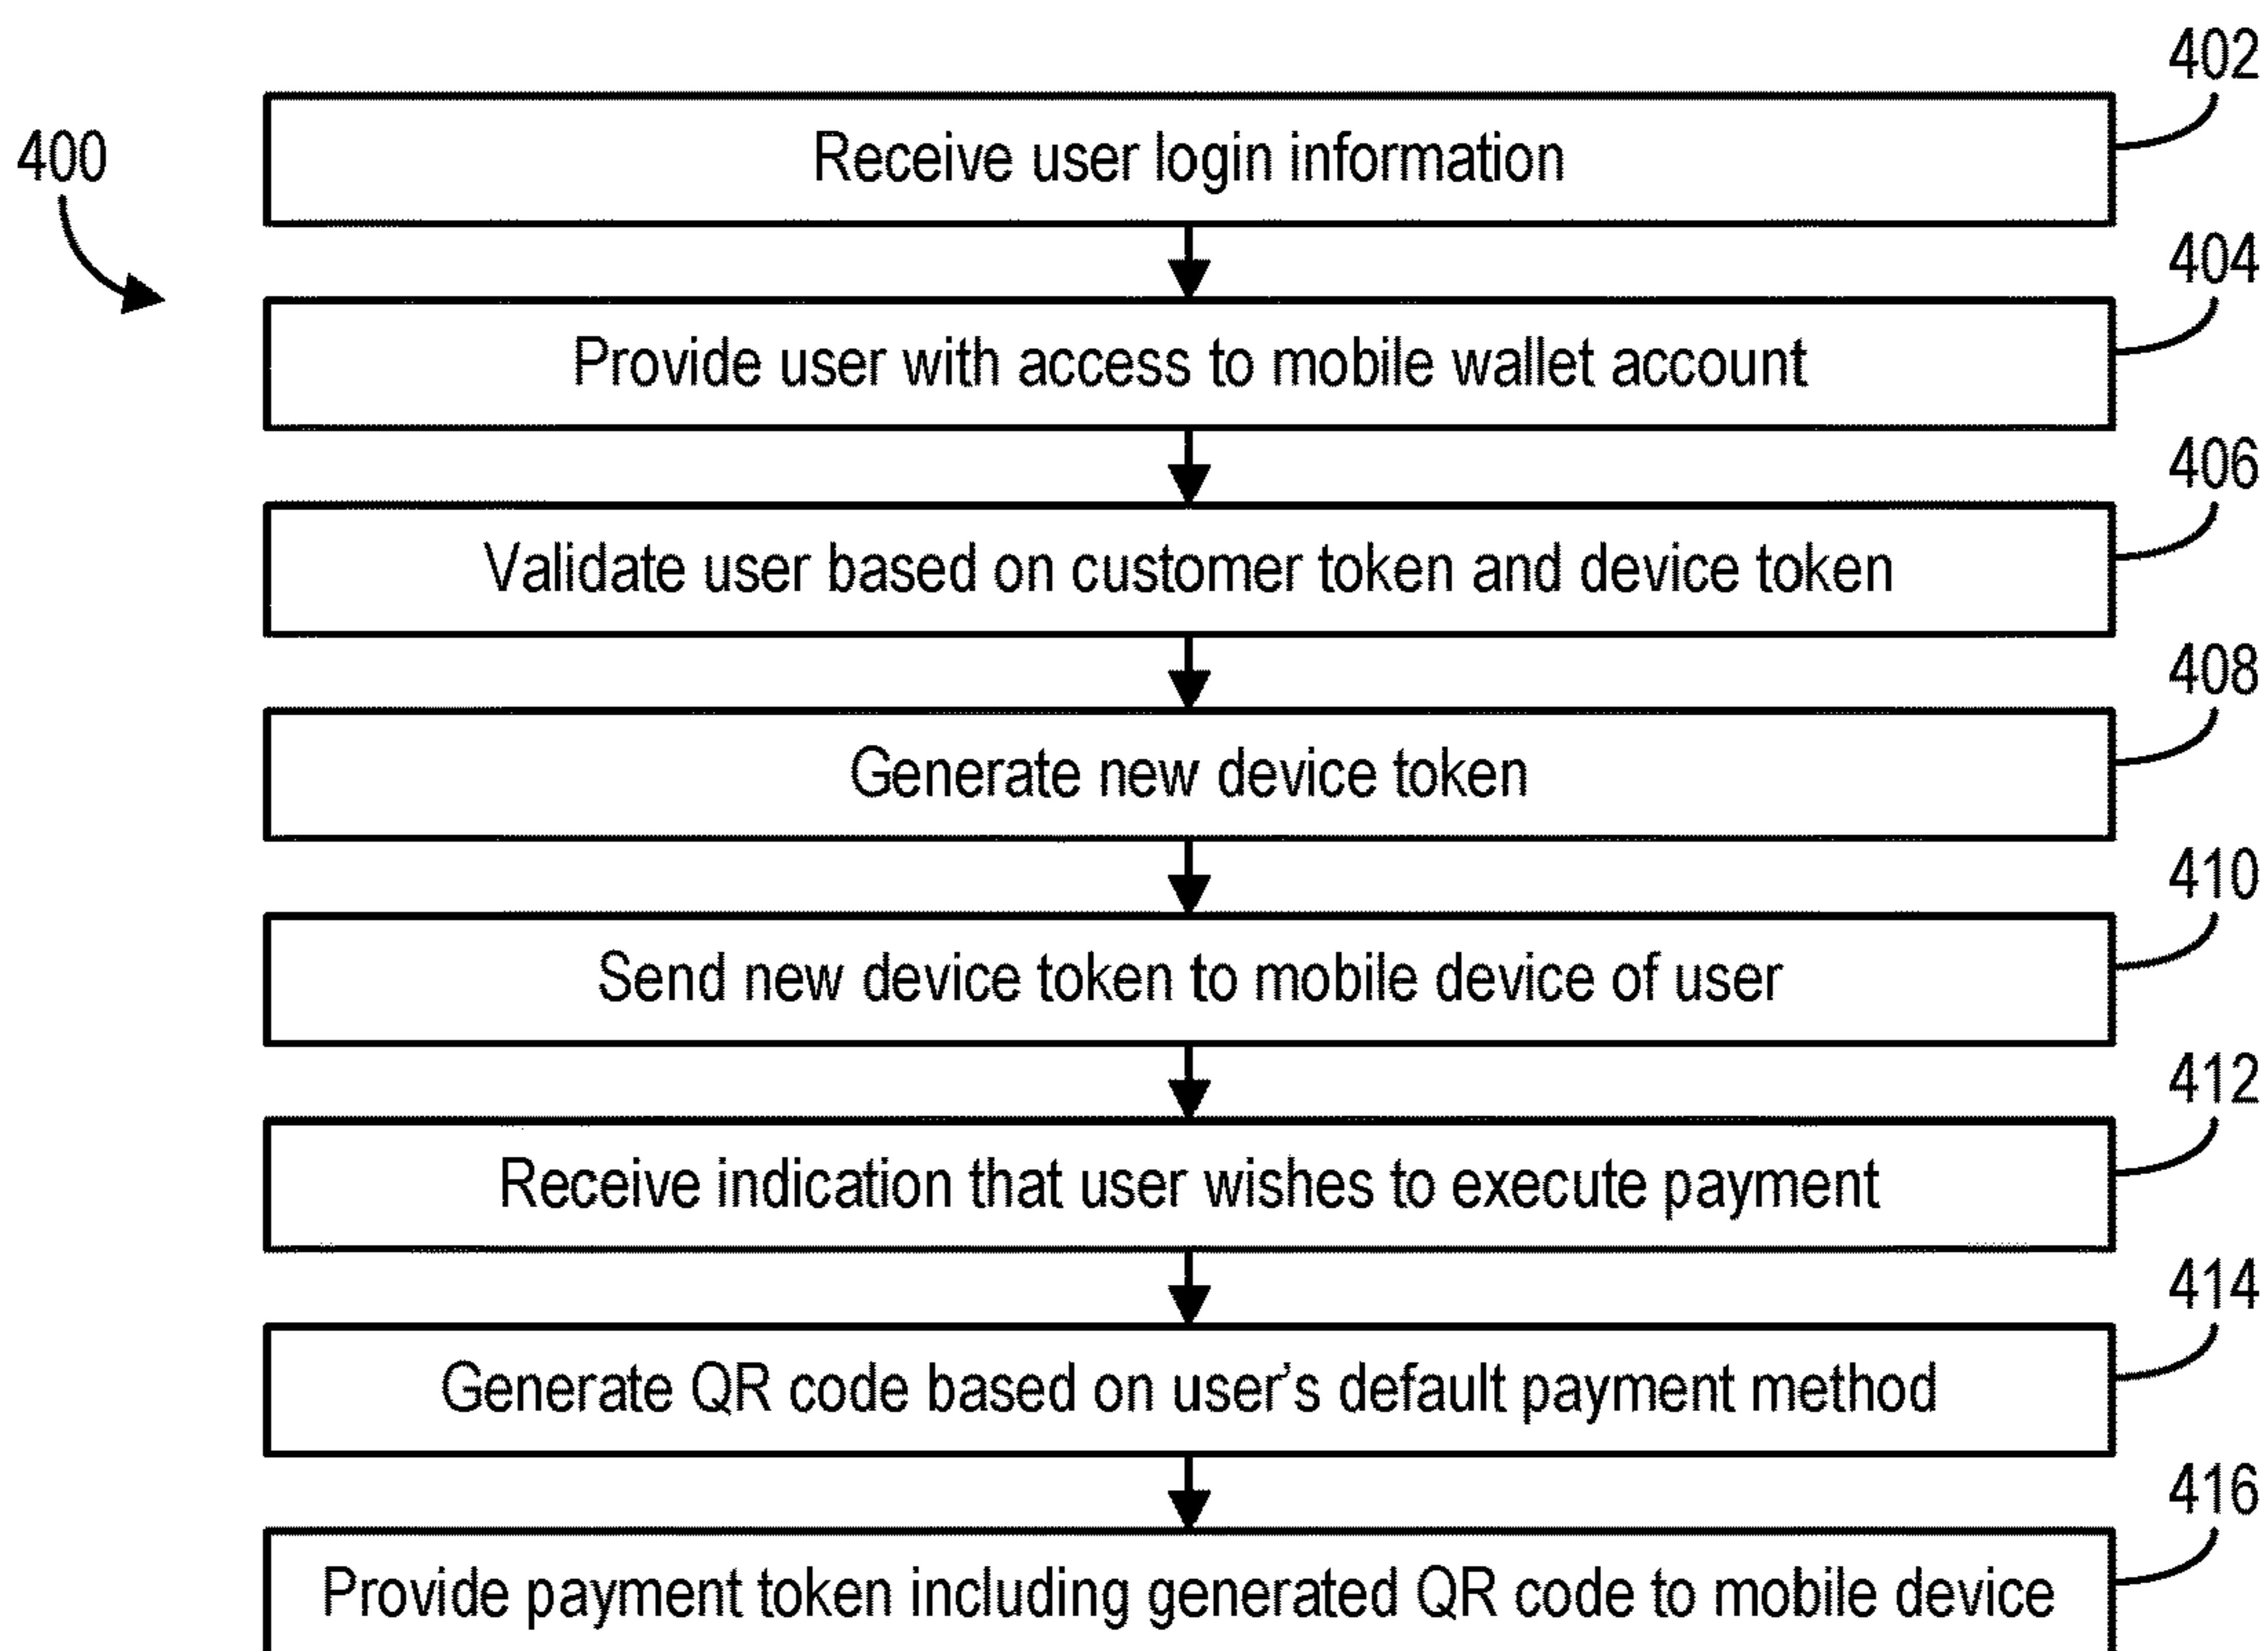 402
Receive user login information
400
404
Provide user with access to mobile wallet account
406
Validate user based on customer token and device token
408
Generate new device token
410
Send new device token to mobile device of user
412
Receive indication that user wishes to execute payment
414
Generate QR code based on user's default payment method
416
Provide payment token including generated QR code to mobile device